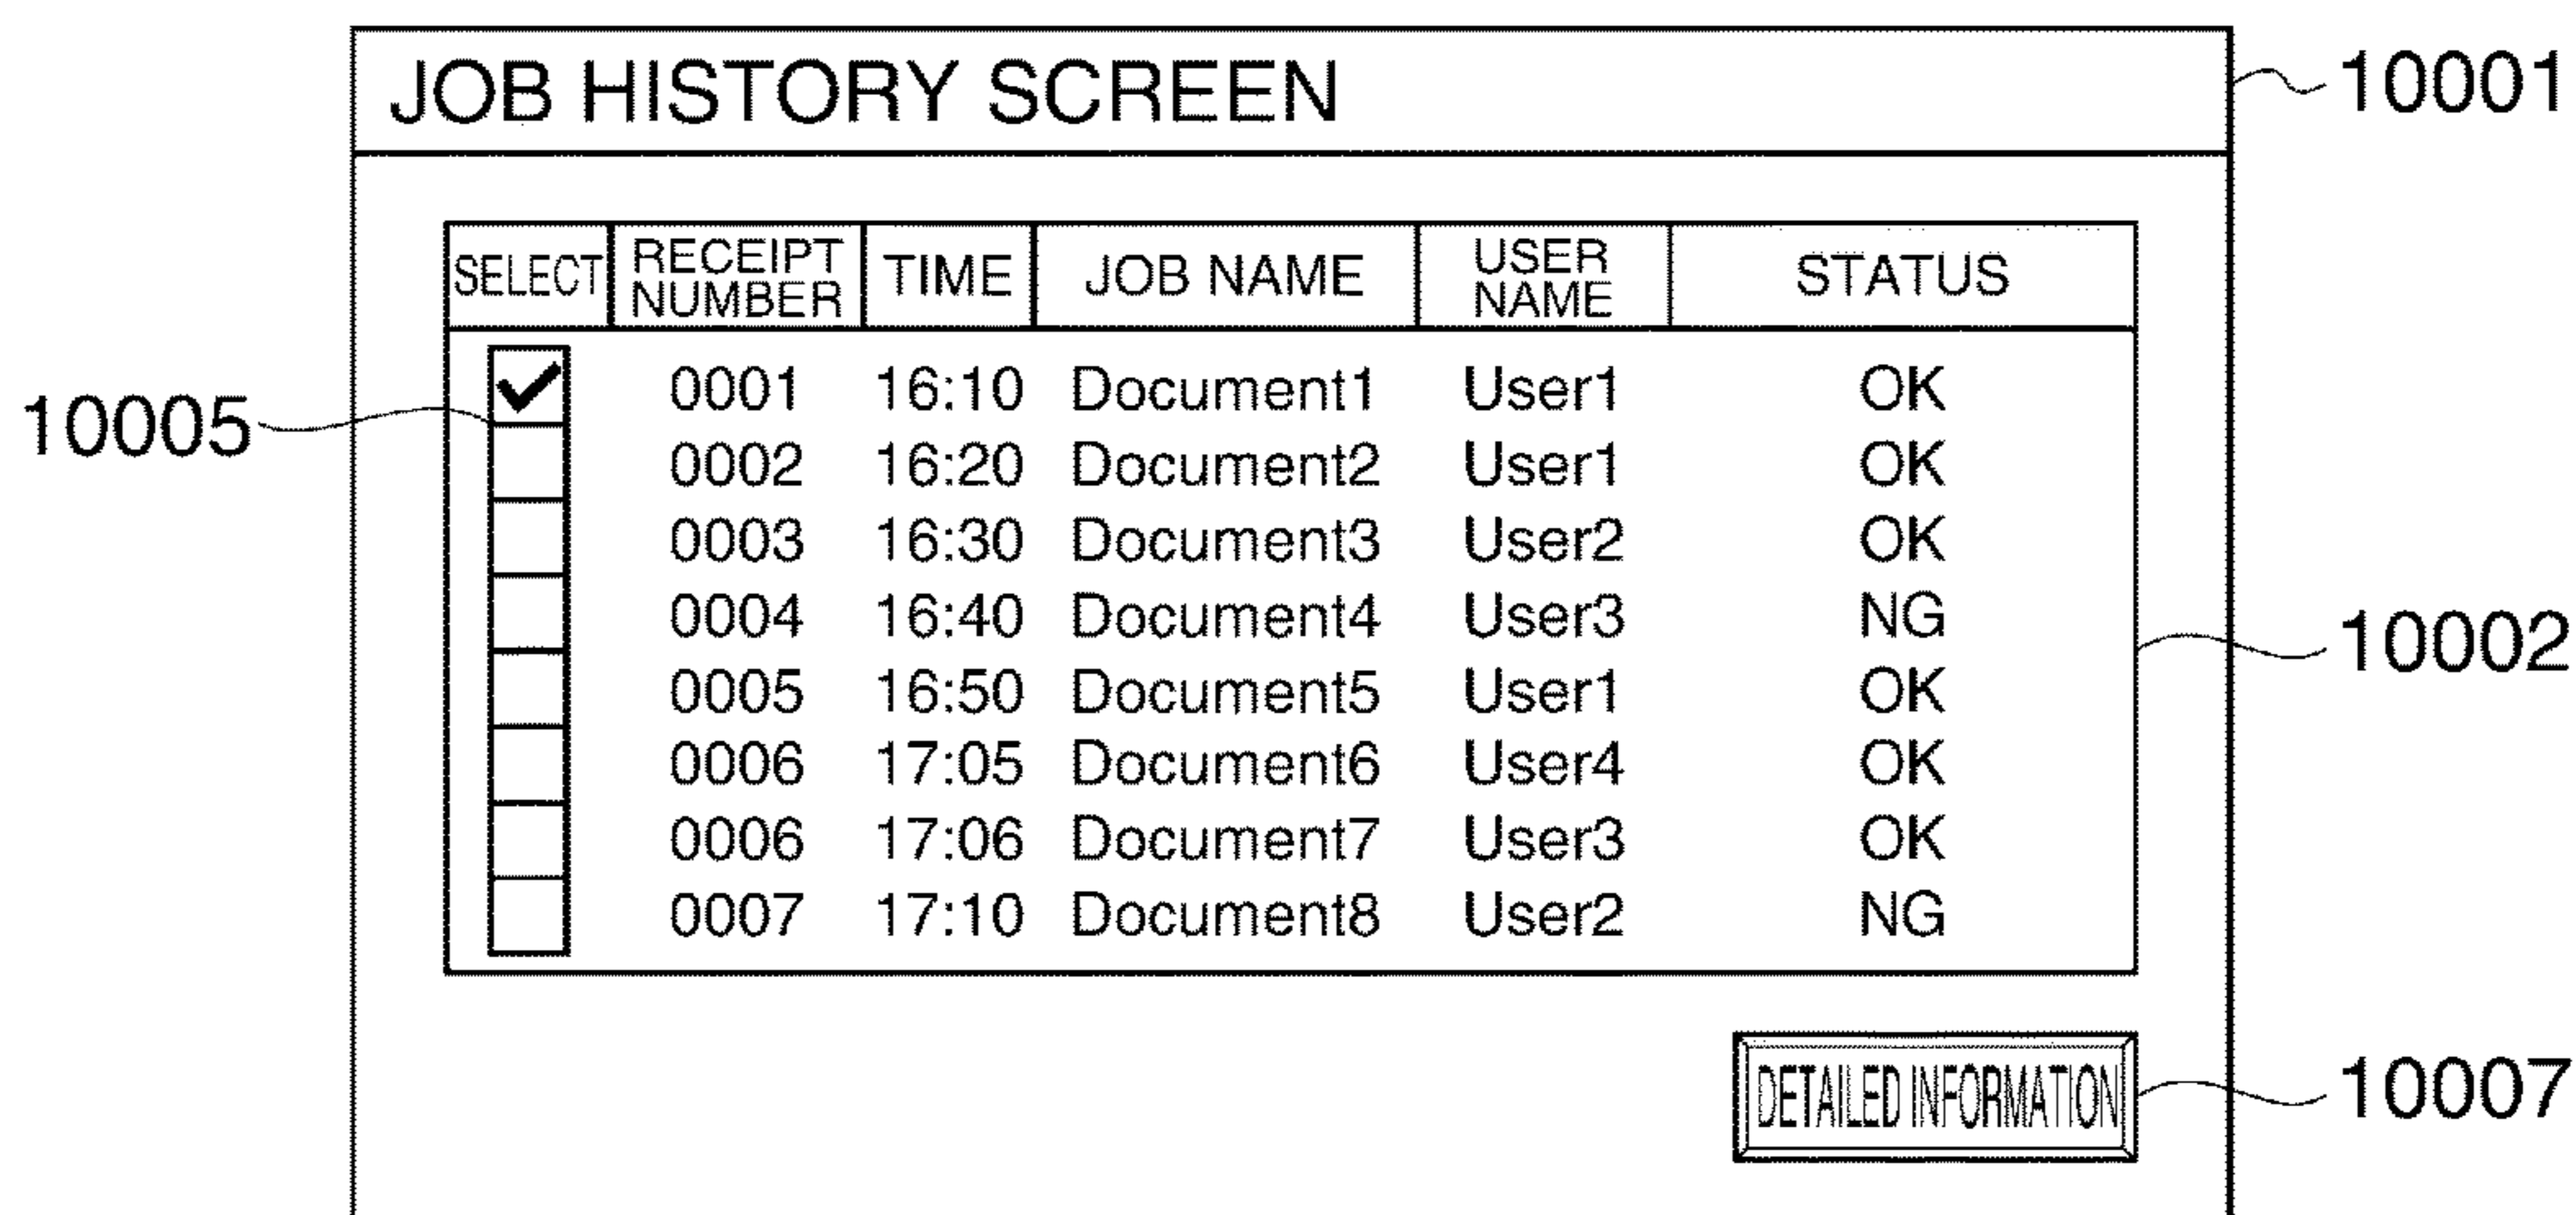 JOB HISTORY SCREEN
10001
SELECT RECEIPT NUMBER TIME JOB NAME USER NAME STATUS
0001 16:10 Document1 User1 OK
10005
0002 16:20 Document2 User1 OK
0003 16:30 Document3 User2 OK
0004 16:40 Document4 User3 NG
10002
0005 16:50 Document5 User1 OK
0006 17:05 Document6 User4 OK
0006 17:06 Document7 User3 OK
0007 17:10 Document8 User2 NG
DETAILED INFORMATION
10007